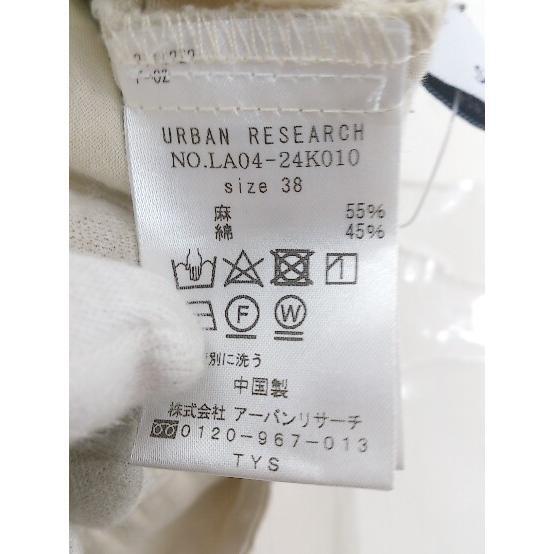 URBAN RESEARCH
NO.LA04-24K010
size 38
麻 55%
綿 45%
F W
別に洗う
中国製
株式会社 アーバンリサーチ
0120-967-013
TYS